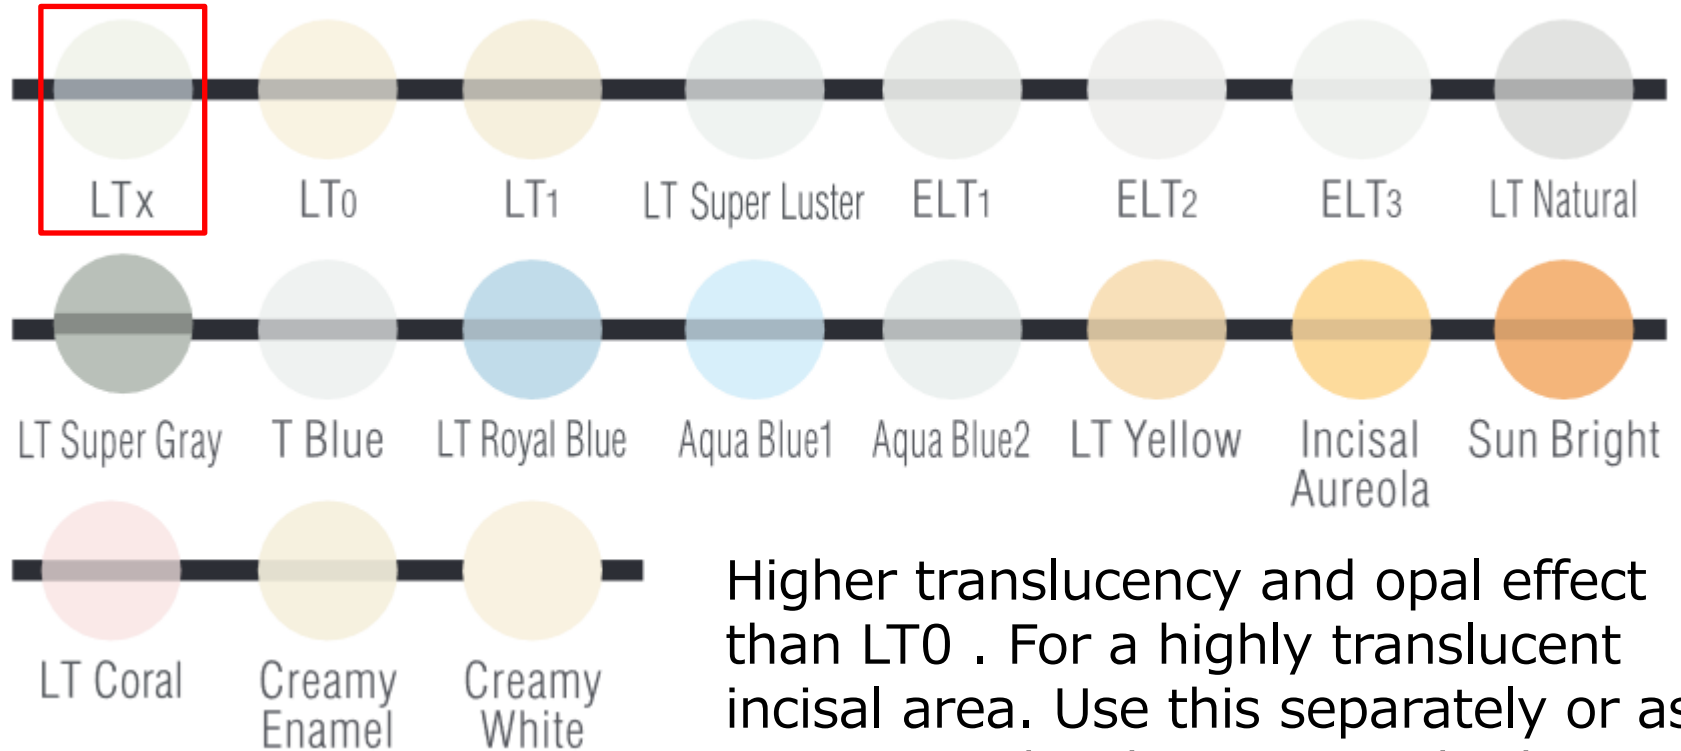 LTx LT0 LT1 LT Super Luster ELT1 ELT2 ELT3 LT Natural
LT Super Gray T Blue LT Royal Blue Aqua Blue1 Aqua Blue2 LT Yellow Incisal Aureola Sun Bright
LT Coral Creamy Enamel Creamy White
Higher translucency and opal effect
than LT0 . For a highly translucent
incisal area. Use this separately or as